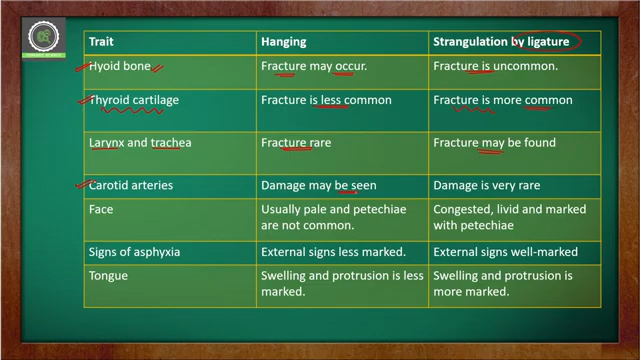 Trait Hanging Strangulation by ligature
Hyoid bone Fracture may occur. Fracture is uncommon.
Thyroid cartilage Fracture is less common Fracture is more common
Larynx and trachea Fracture rare Fracture may be found
Carotid arteries Damage may be seen Damage is very rare
Face Usually pale and petechiae Congested, livid and marked
are not common. with petechiae
Signs of asphyxia External signs less marked. External signs well-marked
Tongue Swelling and protrusion is less Swelling and protrusion is
marked. more marked.